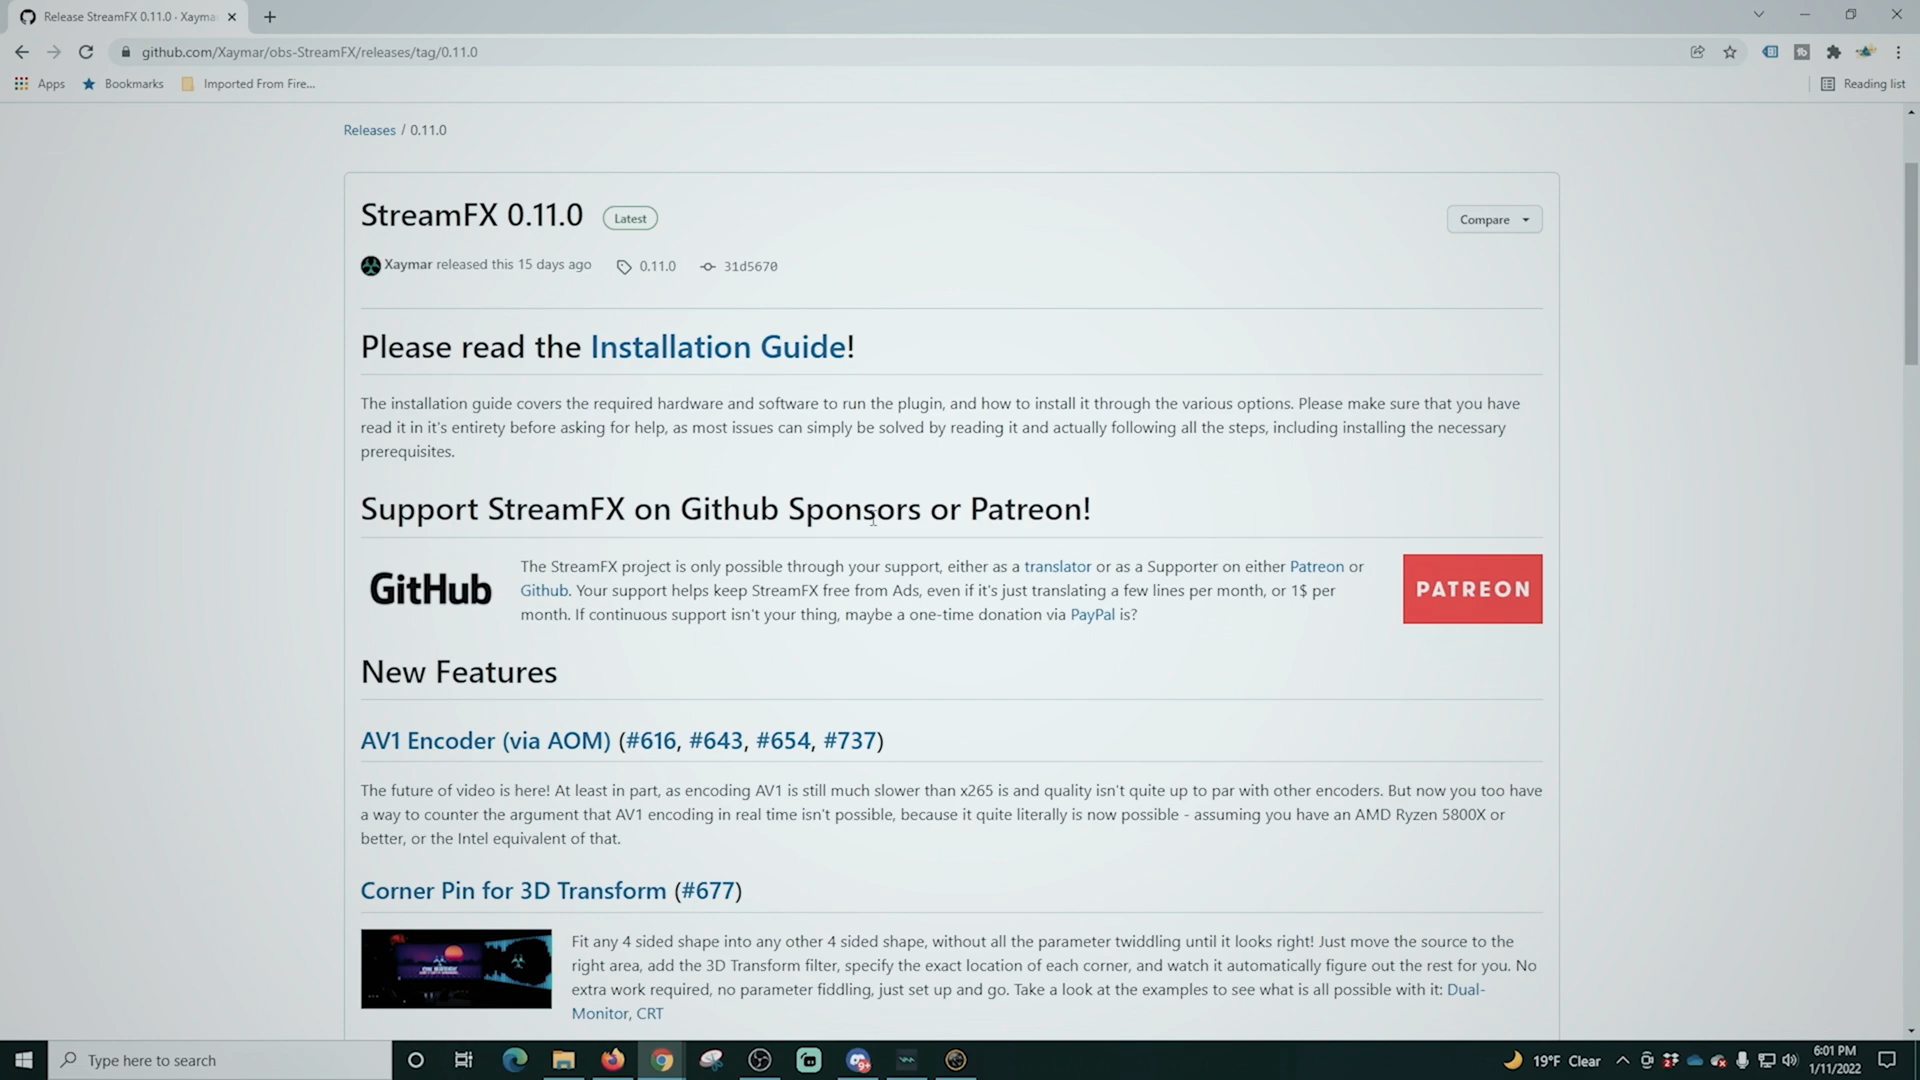 Release StreamFX 0.11.0 · Xayma
github.com/Xaymar/obs-StreamFX/releases/tag/0.11.0
Apps
Bookmarks
Imported From Fire...
Reading list
Releases / 0.11.0
StreamFX 0.11.0
Latest
Compare
Xaymar released this 15 days ago
0.11.0
31d5670
Please read the Installation Guide!
The installation guide covers the required hardware and software to run the plugin, and how to install it through the various options. Please make sure that you have
read it in it's entirety before asking for help, as most issues can simply be solved by reading it and actually following all the steps, including installing the necessary
prerequisites.
Support StreamFX on Github Sponsors or Patreon!
GitHub
The StreamFX project is only possible through your support, either as a translator or as a Supporter on either Patreon or
Github. Your support helps keep StreamFX free from Ads, even if it's just translating a few lines per month, or 1$ per
month. If continuous support isn't your thing, maybe a one-time donation via PayPal is?
PATREON
New Features
AV1 Encoder (via AOM) (#616, #643, #654, #737)
The future of video is here! At least in part, as encoding AV1 is still much slower than x265 is and quality isn't quite up to par with other encoders. But now you too have
a way to counter the argument that AV1 encoding in real time isn't possible, because it quite literally is now possible - assuming you have an AMD Ryzen 5800X or
better, or the Intel equivalent of that.
Corner Pin for 3D Transform (#677)
Fit any 4 sided shape into any other 4 sided shape, without all the parameter twiddling until it looks right! Just move the source to the
right area, add the 3D Transform filter, specify the exact location of each corner, and watch it automatically figure out the rest for you. No
extra work required, no parameter fiddling, just set up and go. Take a look at the examples to see what is all possible with it: Dual-
Monitor, CRT
Type here to search
19°F Clear
6:01 PM
1/11/2022